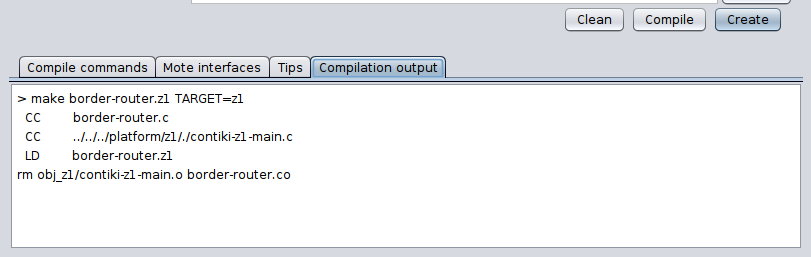 Clean Compile Create
Compile commands Mote interfaces Tips Compilation output
> make border-router.z1 TARGET=z1
CC border-router.c
CC ../../../platform/z1/./contiki-z1-main.c
LD border-router.z1
rm obj_z1/contiki-z1-main.o border-router.co